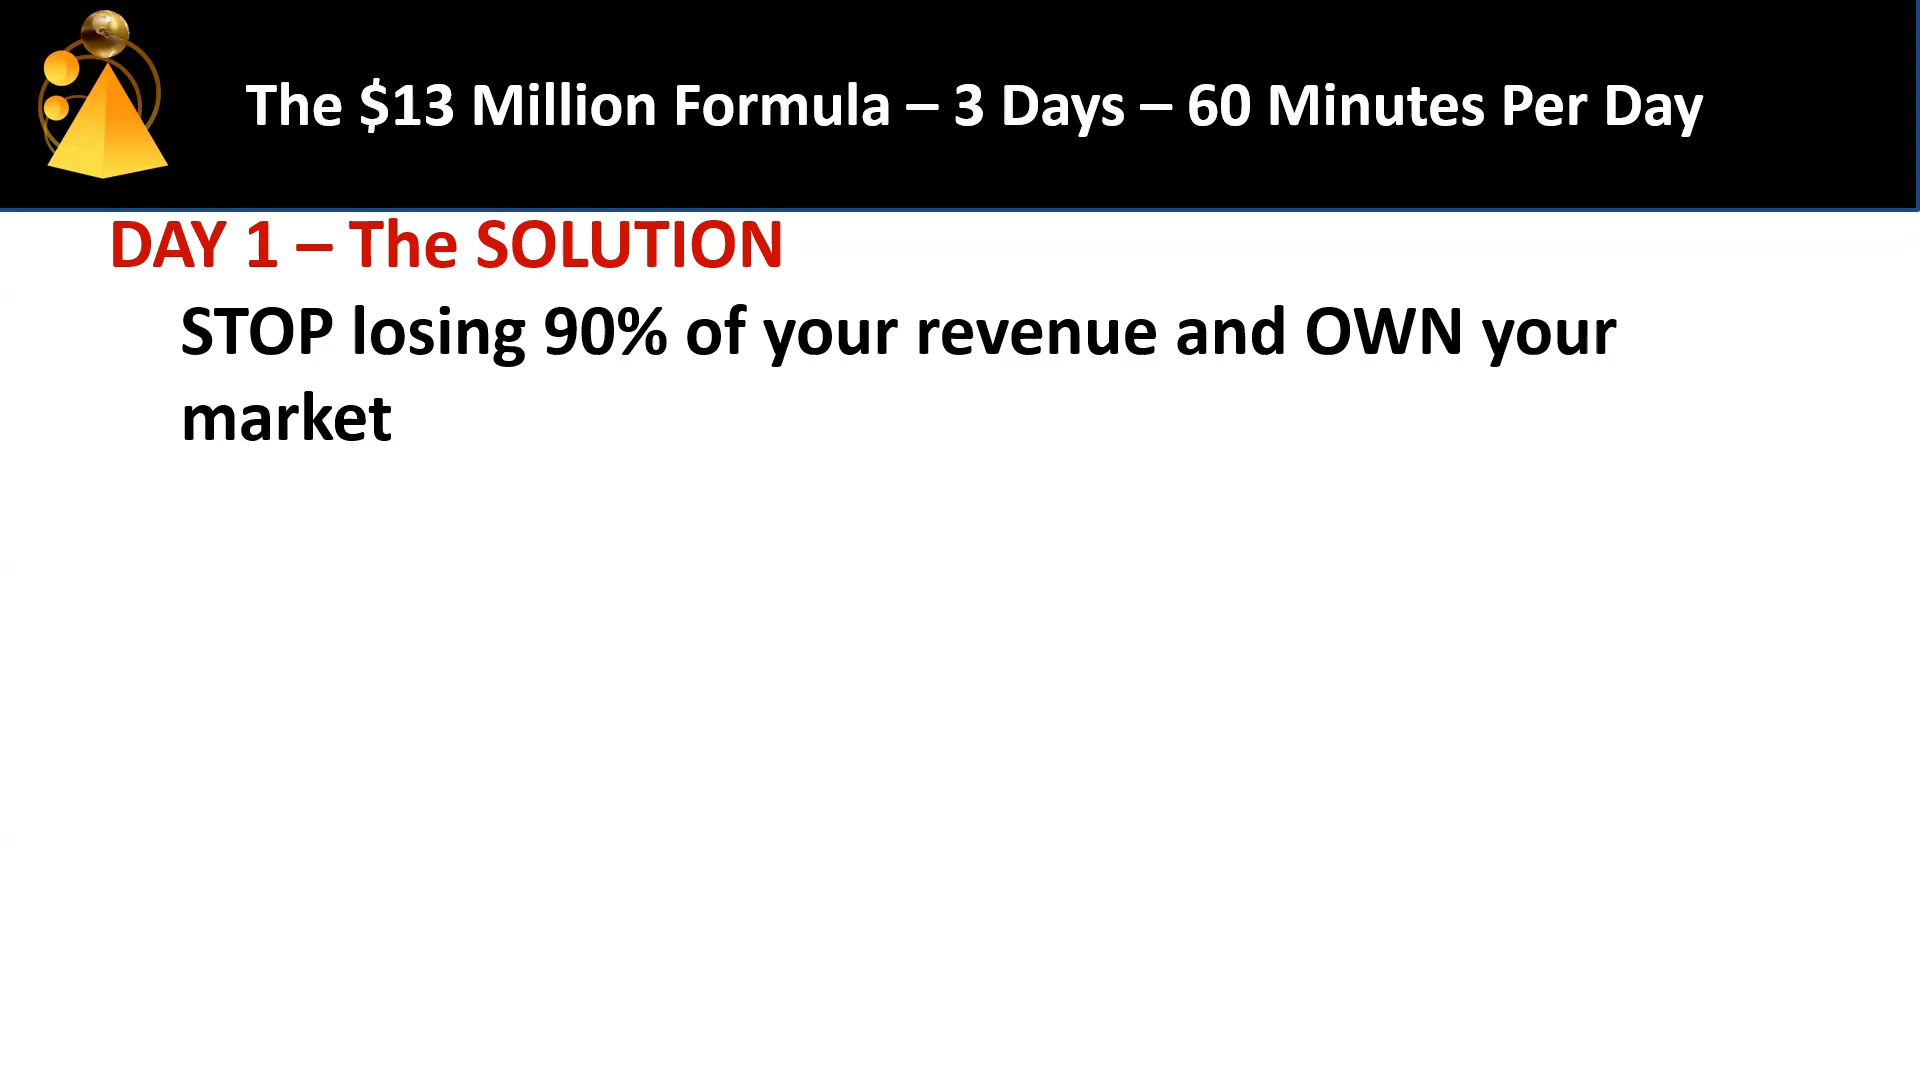 The $13 Million Formula – 3 Days – 60 Minutes Per Day
DAY 1 – The SOLUTION
STOP losing 90% of your revenue and OWN your
market